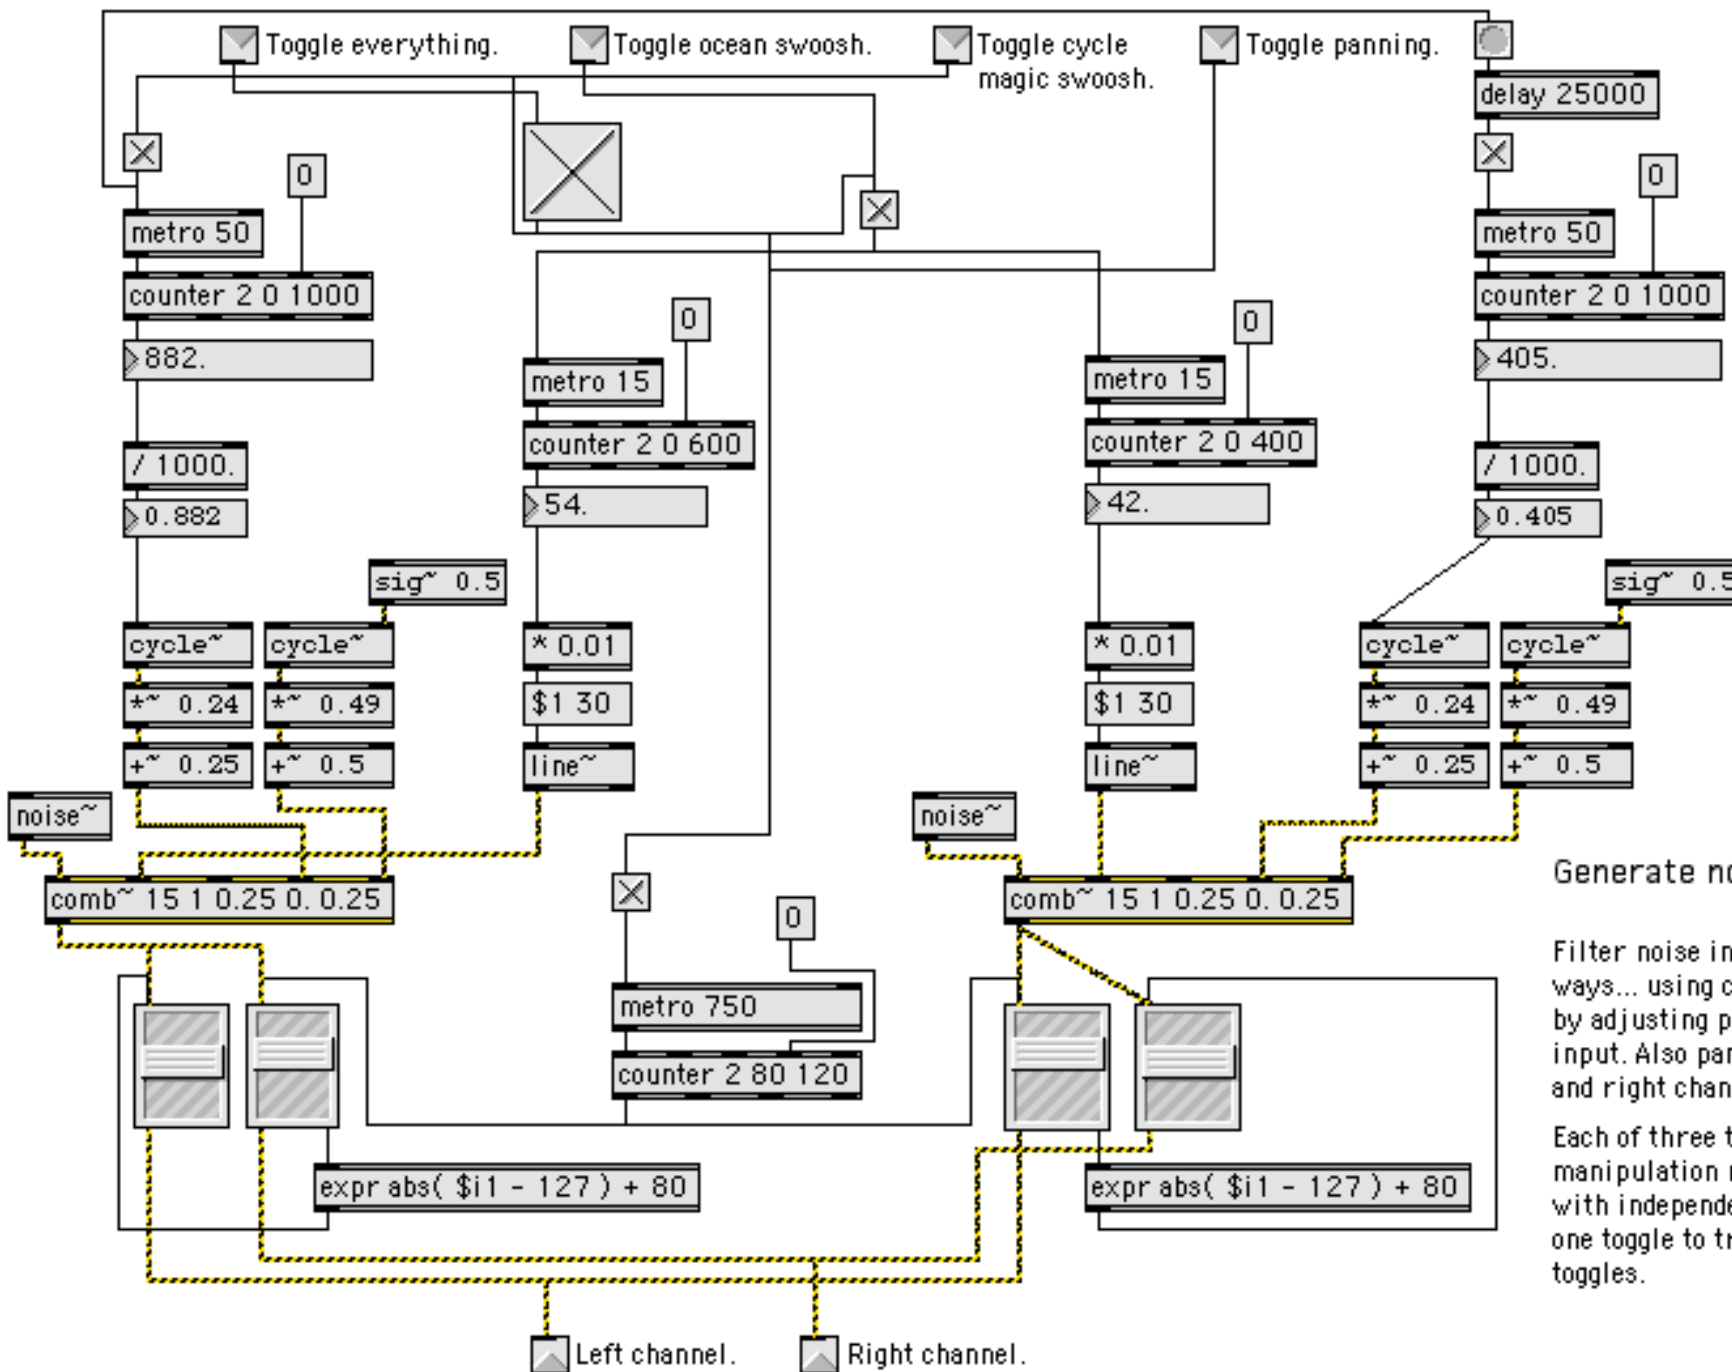 Toggle everything.
Toggle ocean swoosh.
Toggle cycle
magic swoosh.
Toggle panning.
delay 25000
0
0
metro 50
metro 50
counter 2 0 1000
counter 2 0 1000
0
0
882.
405.
metro 15
metro 15
counter 2 0 600
counter 2 0 400
/ 1000.
/ 1000.
54.
42.
0.882
0.405
sig~ 0.5
sig~ 0.5
cycle~
cycle~
* 0.01
* 0.01
cycle~
cycle~
*~ 0.24
*~ 0.49
$1 30
$1 30
*~ 0.24
*~ 0.49
+~ 0.25
+~ 0.5
line~
line~
+~ 0.25
+~ 0.5
noise~
noise~
comb~ 15 1 0.25 0. 0.25
comb~ 15 1 0.25 0. 0.25
0
metro 750
counter 2 80 120
expr abs( $i1 - 127 ) + 80
expr abs( $i1 - 127 ) + 80
Generate
Filter noise
ways... using
by adjusting
input. Also
and right
Each of three
manipulation
with
one toggle to
toggles.
Left channel.
Right channel.